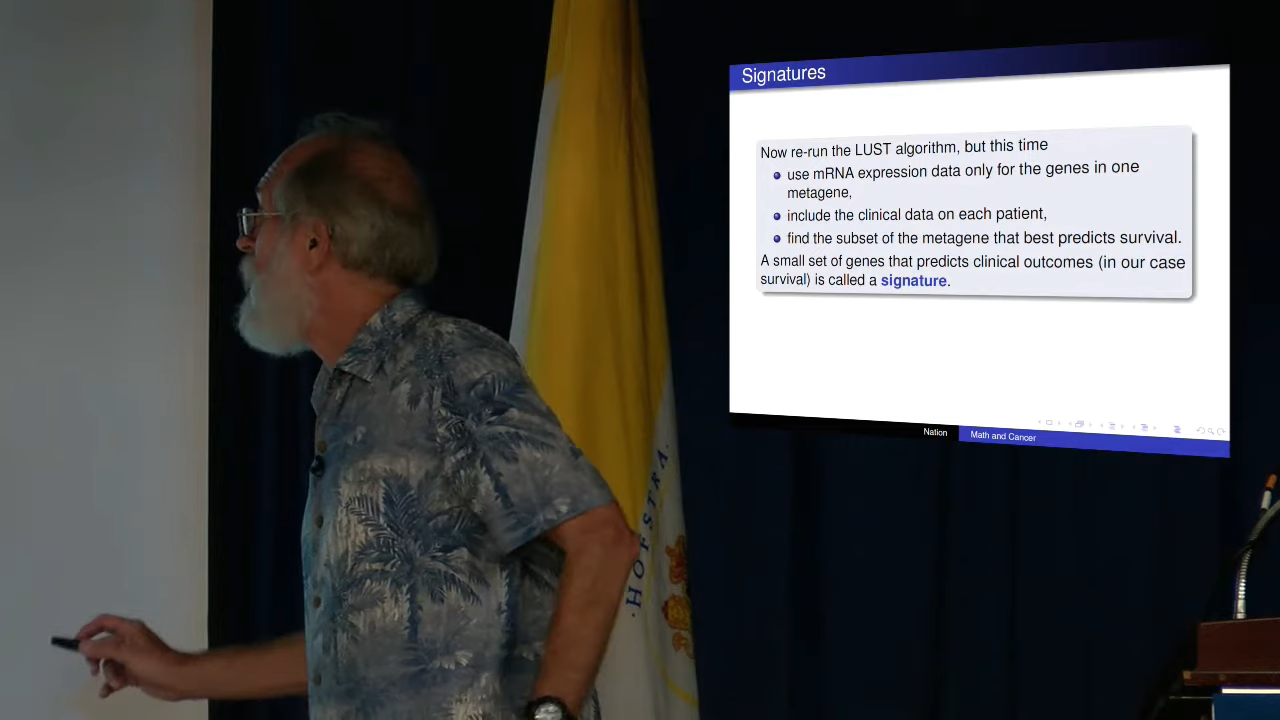 Signatures
Now re-run the LUST algorithm, but this time
use mRNA expression data only for the genes in one
metagene,
include the clinical data on each patient,
find the subset of the metagene that best predicts survival.
A small set of genes that predicts clinical outcomes (in our case
survival) is called a signature.
Nation Math and Cancer
·HOFSTRA·